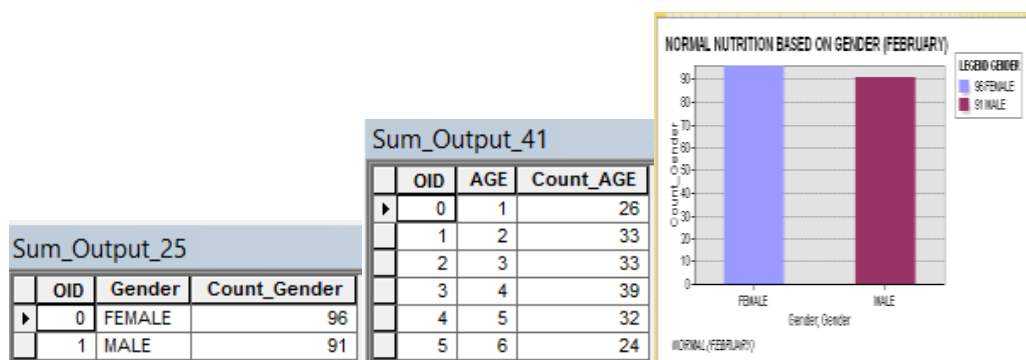 Sum_Output_25
OID Gender Count_Gender
0 FEMALE 96
1 MALE 91
Sum_Output_41
OID AGE Count_AGE
0 1 26
1 2 33
2 3 33
3 4 39
4 5 32
5 6 24
NORMAL NUTRITION BASED ON GENDER (FEBRUARY)
LEGEND GENDER
96 FEMALE
91 MALE
Count_Gender
90
80
70
60
50
40
30
20
10
0
FEMALE MALE
Gender, Gender
NORMAL (FEBRUARY)